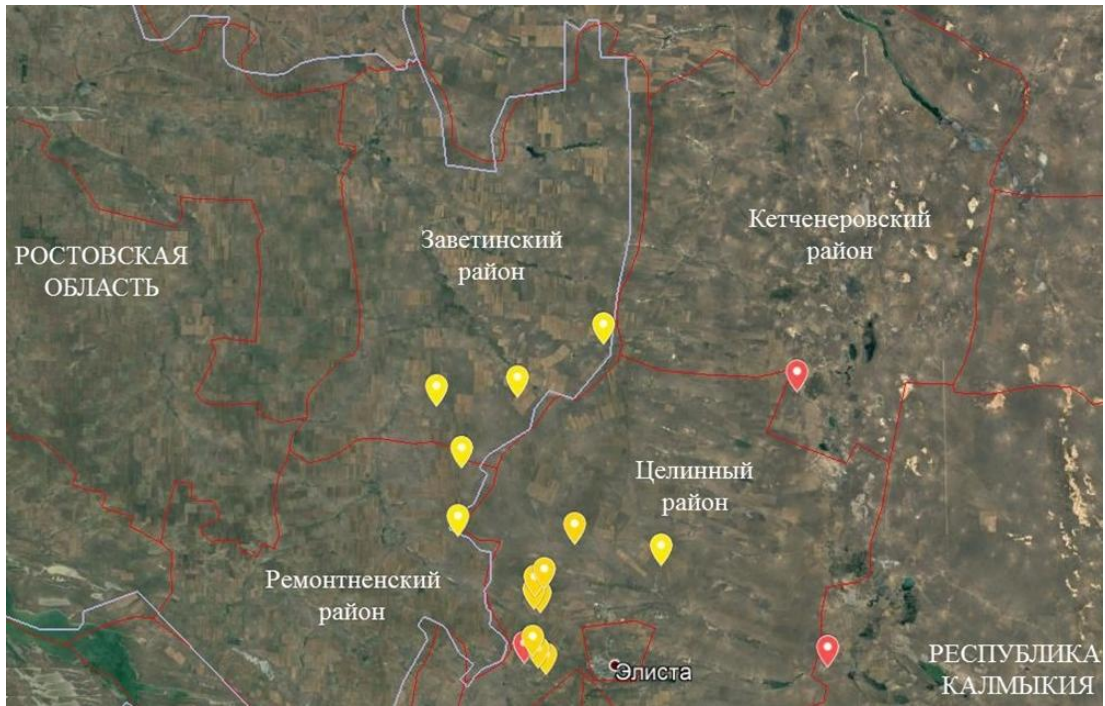 Кетченеровский
район
Заветинский
район
РОСТОВСКАЯ
ОБЛАСТЬ
Целинный
район
Ремонтненский
район
Элиста
РЕСПУБЛИКА
КАЛМЫКИЯ